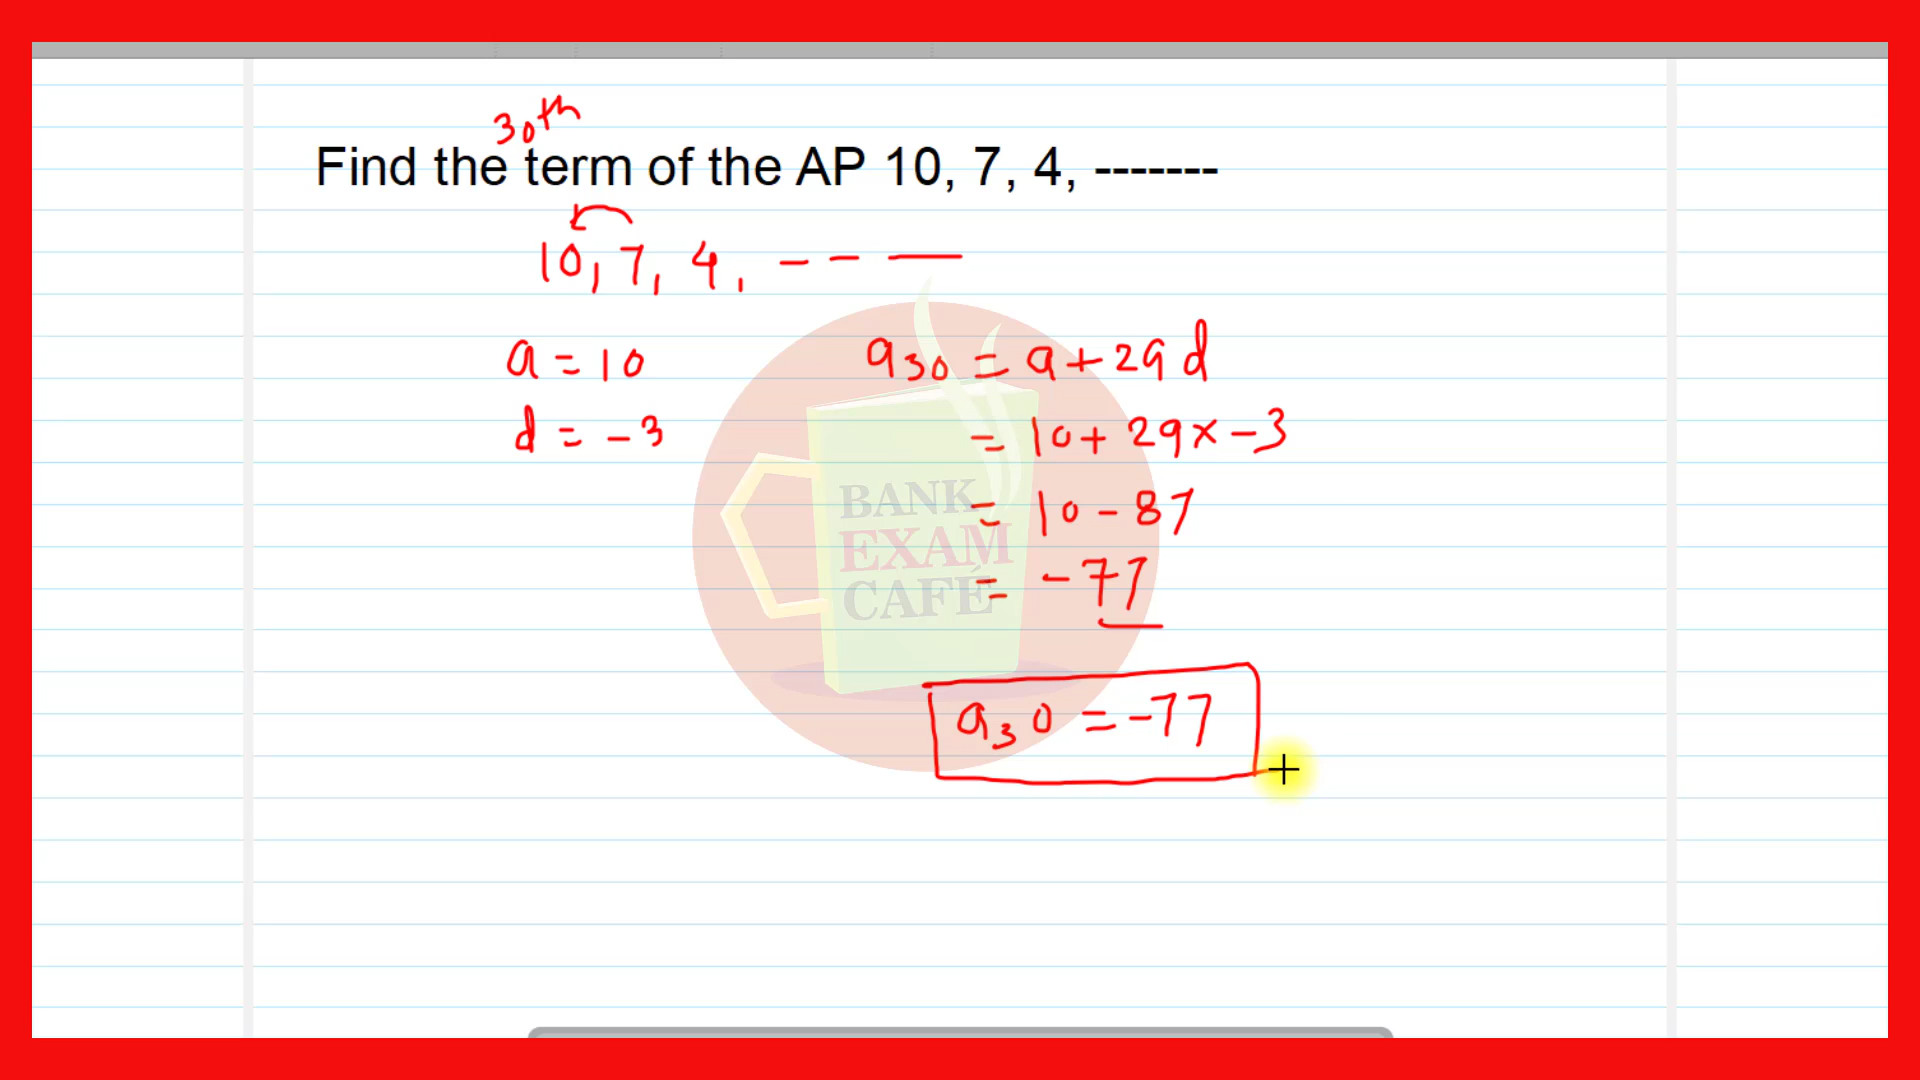 30th
Find the term of the AP 10, 7, 4, -------
10, 7, 4, - - —
a = 10
d = -3
a30 = a + 29 d
= 10 + 29 x - 3
= 10 - 87
= -77
a30 = -77
BANK
EXAM
CAFÉ